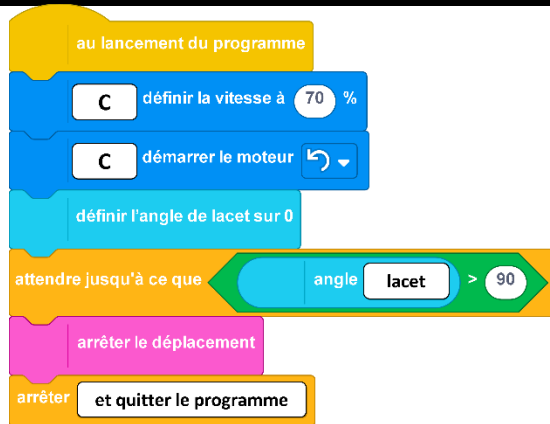 au lancement du programme
C définir la vitesse à 70 %
C démarrer le moteur
définir l'angle de lacet sur 0
attendre jusqu'à ce que angle lacet > 90
arrêter le déplacement
arrêter et quitter le programme